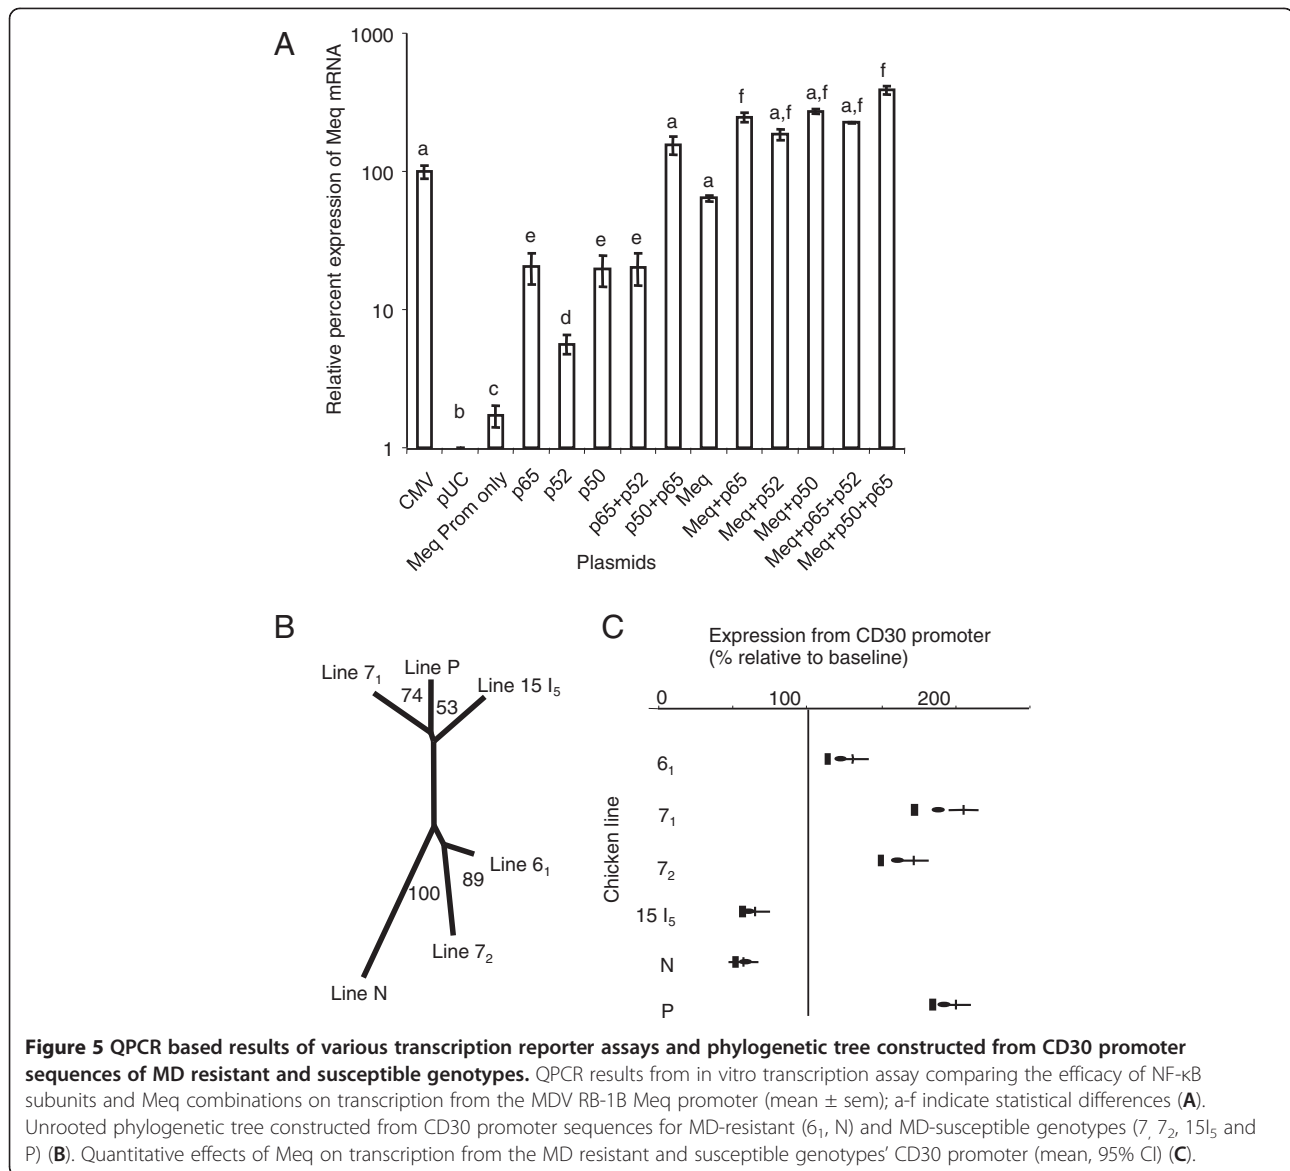 A
Relative percent expression of Meq mRNA
1000
100
10
1
a
b
c
e
d
e
e
a
a
f
a,f
a,f
a,f
f
CMV
pUC
Meq Prom only
p65
p52
p50
p65+p52
p50+p65
Meq
Meq+p65
Meq+p52
Meq+p50
Meq+p65+p52
Meq+p50+p65
Plasmids
B
Line 7₁
Line P
Line 15 I₅
74
53
Line 6₁
89
100
Line 7₂
Line N
C
Expression from CD30 promoter
(% relative to baseline)
0
100
200
Chicken line
6₁
7₁
7₂
15 I₅
N
P
Figure 5 QPCR based results of various transcription reporter assays and phylogenetic tree constructed from CD30 promoter
sequences of MD resistant and susceptible genotypes. QPCR results from in vitro transcription assay comparing the efficacy of NF-κB
subunits and Meq combinations on transcription from the MDV RB-1B Meq promoter (mean ± sem); a-f indicate statistical differences (A).
Unrooted phylogenetic tree constructed from CD30 promoter sequences for MD-resistant (6₁, N) and MD-susceptible genotypes (7, 7₂, 15I₅ and
P) (B). Quantitative effects of Meq on transcription from the MD resistant and susceptible genotypes' CD30 promoter (mean, 95% CI) (C).